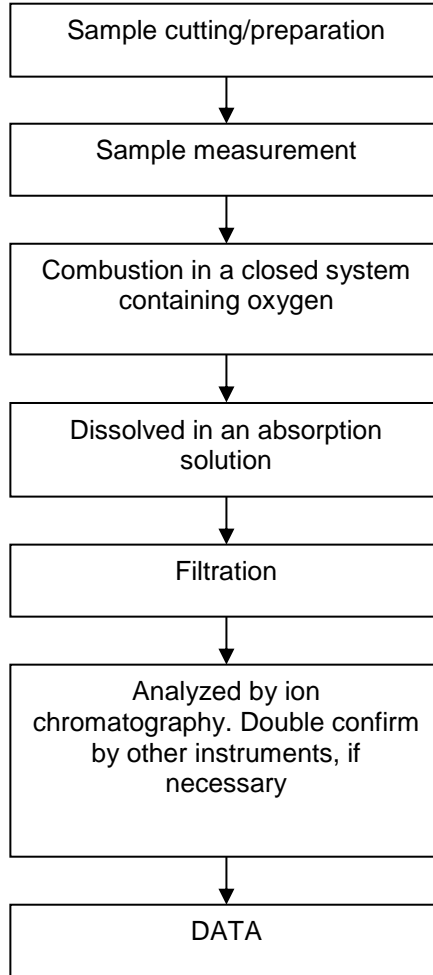 Sample cutting/preparation
Sample measurement
Combustion in a closed system
containing oxygen
Dissolved in an absorption
solution
Filtration
Analyzed by ion
chromatography. Double confirm
by other instruments, if
necessary
DATA